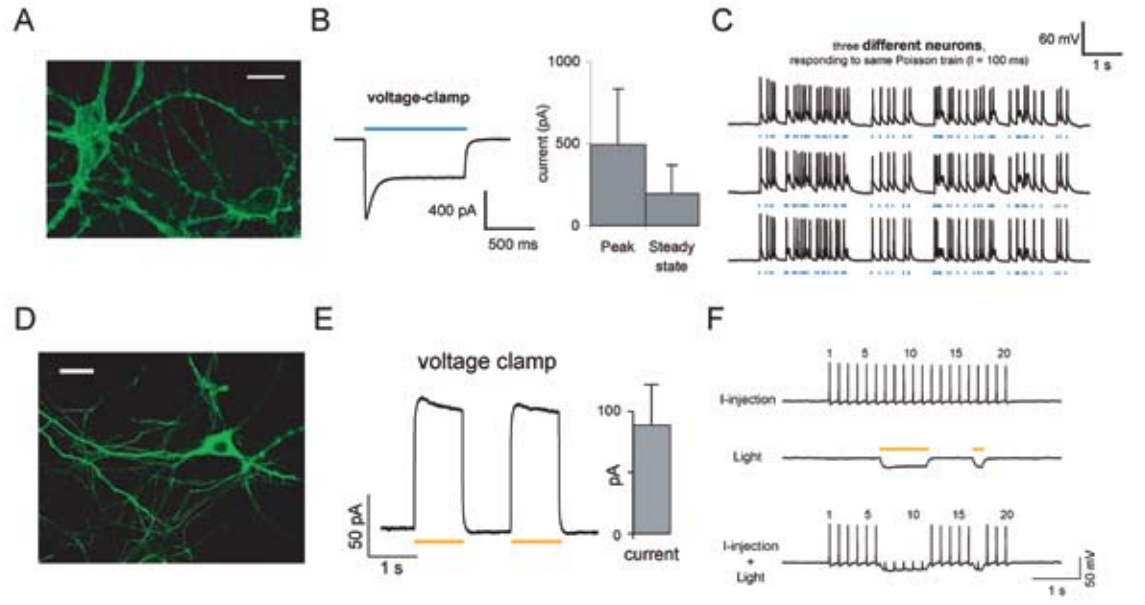 A
B
voltage-clamp
400 pA
500 ms
current (pA)
1000
500
0
Peak
Steady
state
C
three different neurons,
responding to same Poisson train (l = 100 ms)
60 mV
1 s
D
E
voltage clamp
50 pA
1 s
pA
100
50
0
current
F
1 5 10 15 20
I-injection
Light
1 5 10 15 20
I-injection
+
Light
50 mV
1 s